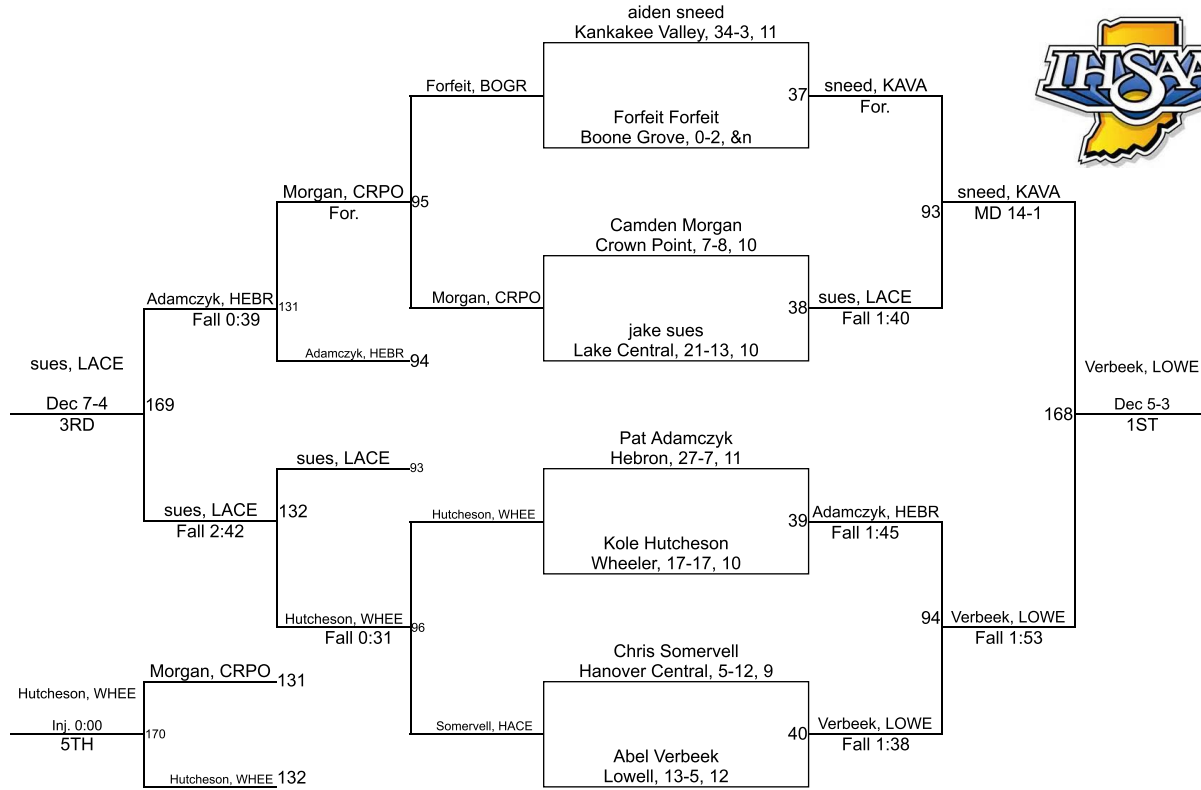 aiden sneed
Kankakee Valley, 34-3, 11
Forfeit, BOGR
37
sneed, KAVA
For.
Forfeit Forfeit
Boone Grove, 0-2, &n
IHSAA
Morgan, CRPO
For.
95
93
sneed, KAVA
MD 14-1
Camden Morgan
Crown Point, 7-8, 10
Adamczyk, HEBR
Fall 0:39
131
Morgan, CRPO
38
sues, LACE
Fall 1:40
jake sues
Lake Central, 21-13, 10
Adamczyk, HEBR
94
sues, LACE
Dec 7-4
3RD
169
Verbeek, LOWE
168
Dec 5-3
1ST
Pat Adamczyk
Hebron, 27-7, 11
sues, LACE
93
sues, LACE
Fall 2:42
132
Hutcheson, WHEE
39
Adamczyk, HEBR
Fall 1:45
Kole Hutcheson
Wheeler, 17-17, 10
Hutcheson, WHEE
Fall 0:31
96
94
Verbeek, LOWE
Fall 1:53
Chris Somervell
Hanover Central, 5-12, 9
Morgan, CRPO
131
Hutcheson, WHEE
Inj. 0:00
5TH
170
Somervell, HACE
40
Verbeek, LOWE
Fall 1:38
Abel Verbeek
Lowell, 13-5, 12
Hutcheson, WHEE
132